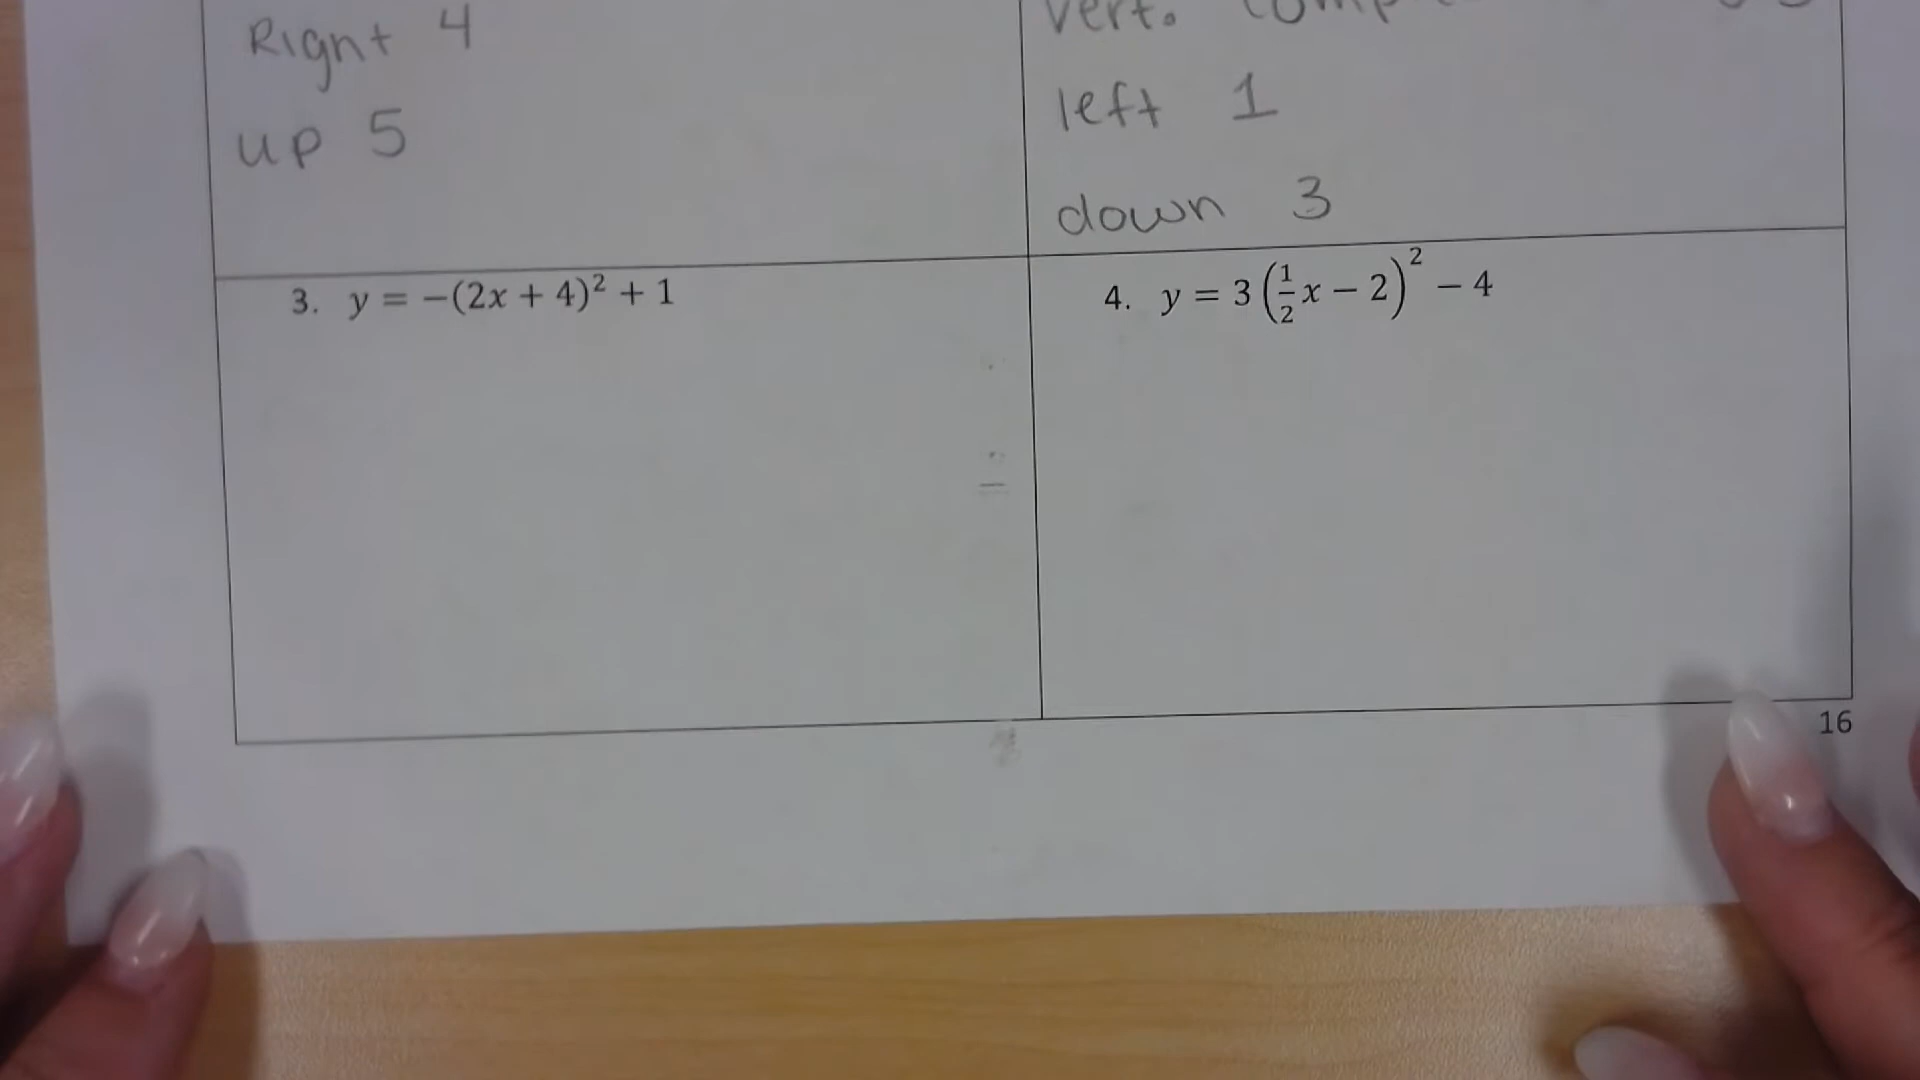 Right 4
up 5
vert.
left 1
down 3
3. y = −(2x + 4)² + 1
4. y = 3(½x − 2)² − 4
16